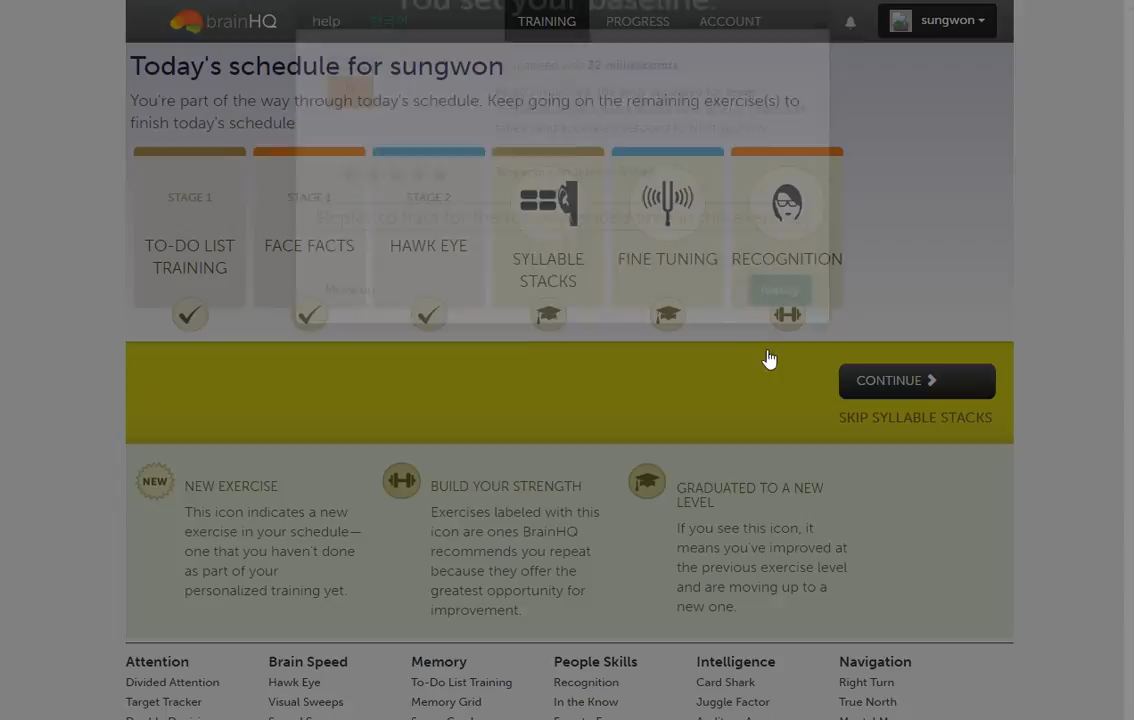 You set your baseline.
brainHQ help 한국어 TRAINING PROGRESS ACCOUNT sungwon
Today's schedule for sungwon
You're part of the way through today's schedule. Keep going on the remaining exercise(s) to
finish today's schedule
STAGE 1
TO-DO LIST
TRAINING
STAGE 1
FACE FACTS
STAGE 2
HAWK EYE
SYLLABLE
STACKS
FINE TUNING
RECOGNITION
CONTINUE
SKIP SYLLABLE STACKS
NEW
NEW EXERCISE
This icon indicates a new
exercise in your schedule—
one that you haven't done
as part of your
personalized training yet.
BUILD YOUR STRENGTH
Exercises labeled with this
icon are ones BrainHQ
recommends you repeat
because they offer the
greatest opportunity for
improvement.
GRADUATED TO A NEW
LEVEL
If you see this icon, it
means you've improved at
the previous exercise level
and are moving up to a
new one.
Attention
Divided Attention
Target Tracker
Brain Speed
Hawk Eye
Visual Sweeps
Memory
To-Do List Training
Memory Grid
People Skills
Recognition
In the Know
Intelligence
Card Shark
Juggle Factor
Navigation
Right Turn
True North